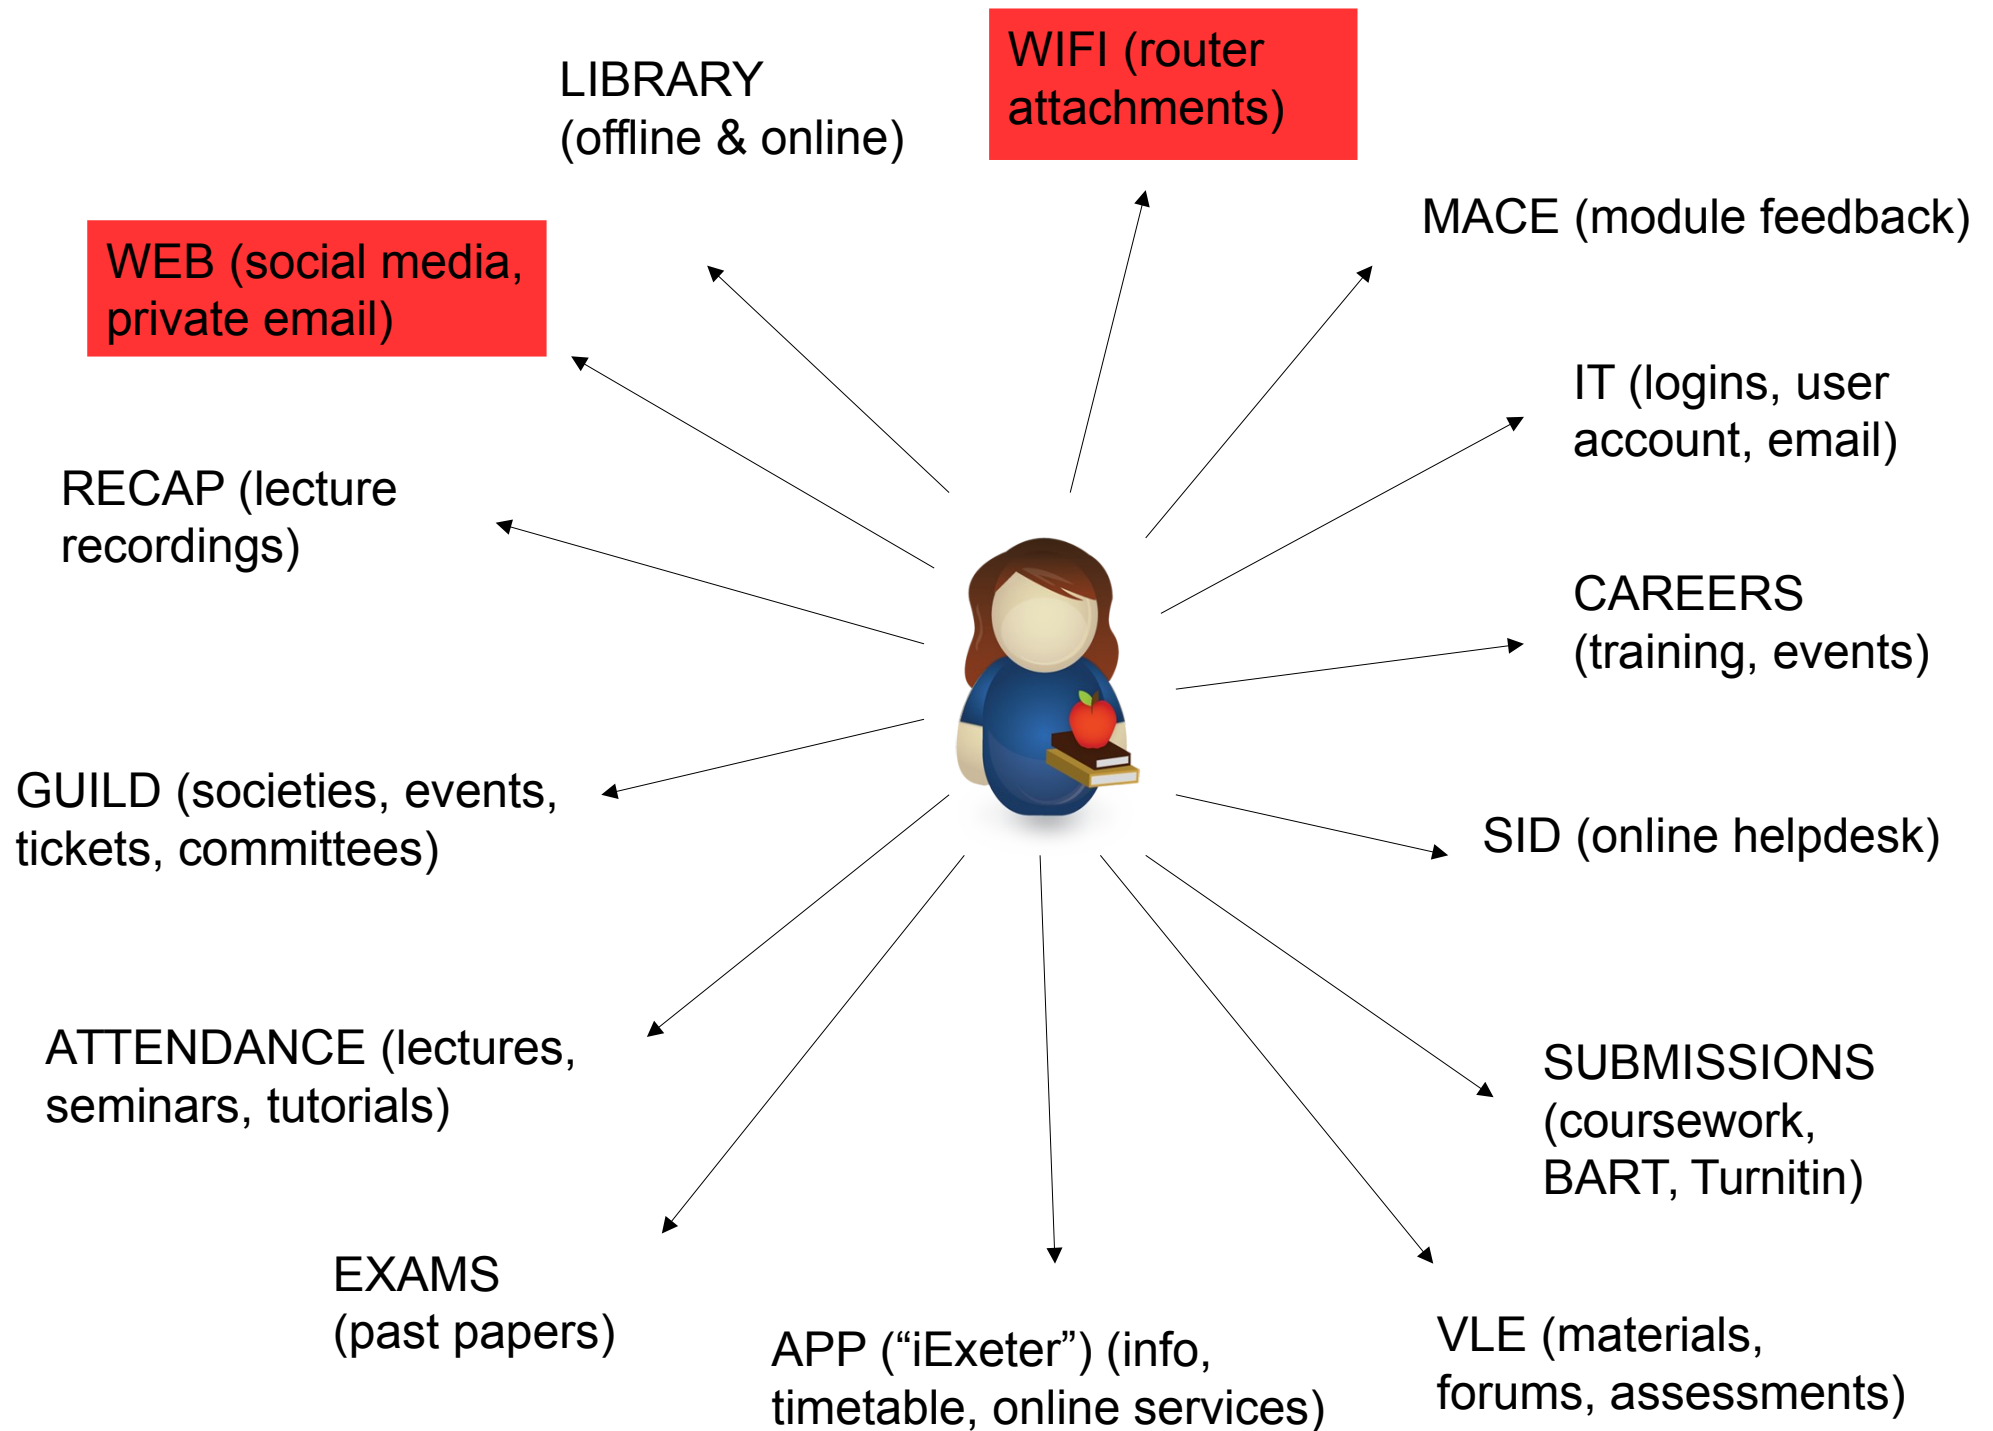 LIBRARY
(offline & online)
WIFI (router
attachments)
MACE (module feedback)
WEB (social media,
private email)
IT (logins, user
account, email)
RECAP (lecture
recordings)
CAREERS
(training, events)
GUILD (societies, events,
tickets, committees)
SID (online helpdesk)
ATTENDANCE (lectures,
seminars, tutorials)
SUBMISSIONS
(coursework,
BART, Turnitin)
EXAMS
(past papers)
APP (“iExeter”) (info,
timetable, online services)
VLE (materials,
forums, assessments)